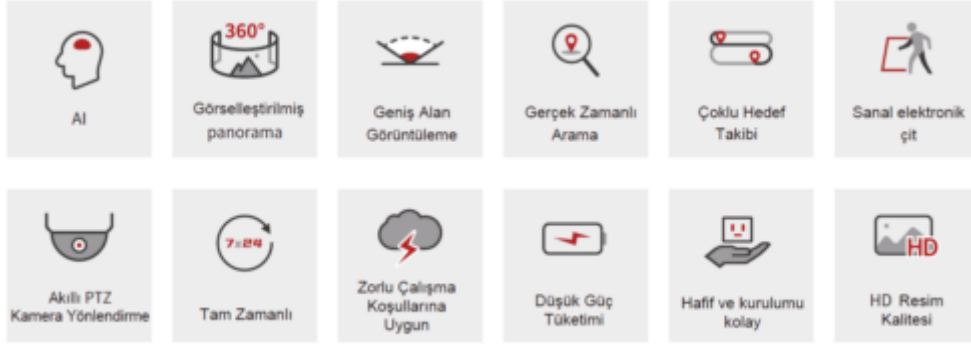 360°
AI
Görselleştirilmiş
panorama
Geniş Alan
Görüntüleme
Gerçek Zamanlı
Arama
Çoklu Hedef
Takibi
Sanal elektronik
çit
7x24
HD
Akıllı PTZ
Kamera Yönlendirme
Tam Zamanlı
Zorlu Çalışma
Koşullarına
Uygun
Düşük Güç
Tüketimi
Hafif ve kurulumu
kolay
HD Resim
Kalitesi